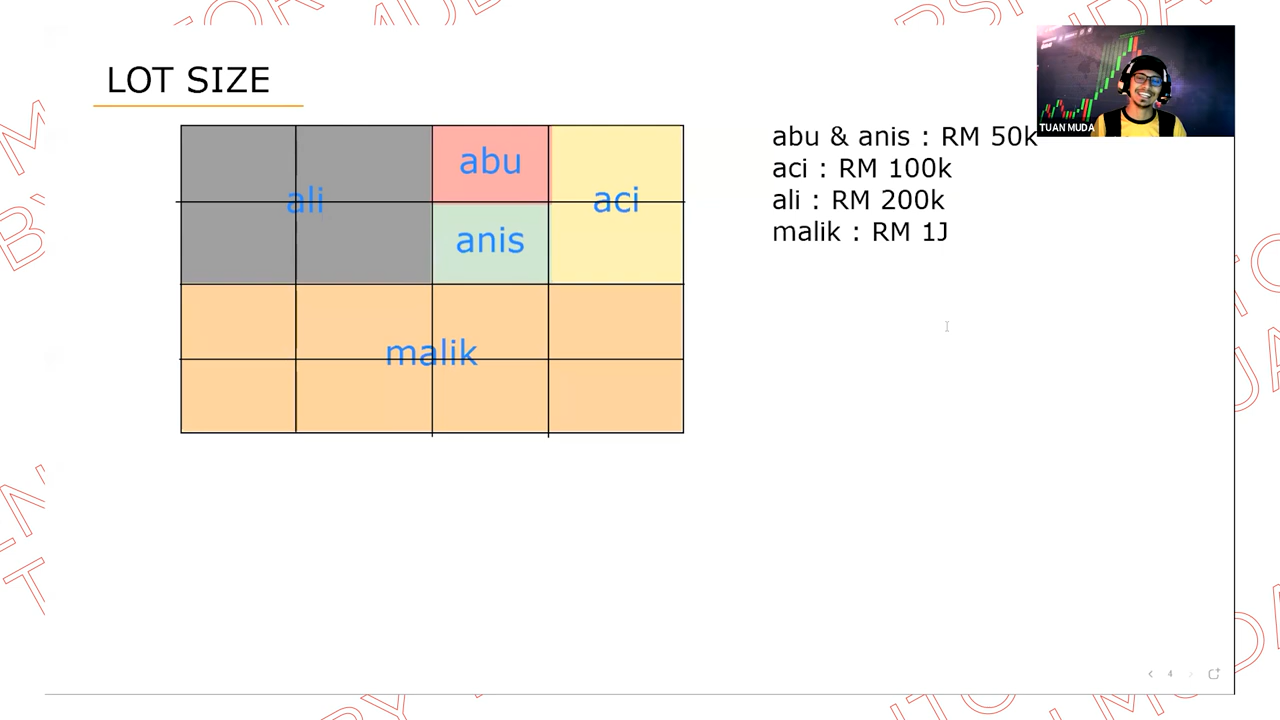 LOT SIZE
TUAN MUDA
ali
abu
aci
anis
malik
abu & anis : RM 50k
aci : RM 100k
ali : RM 200k
malik : RM 1J
4